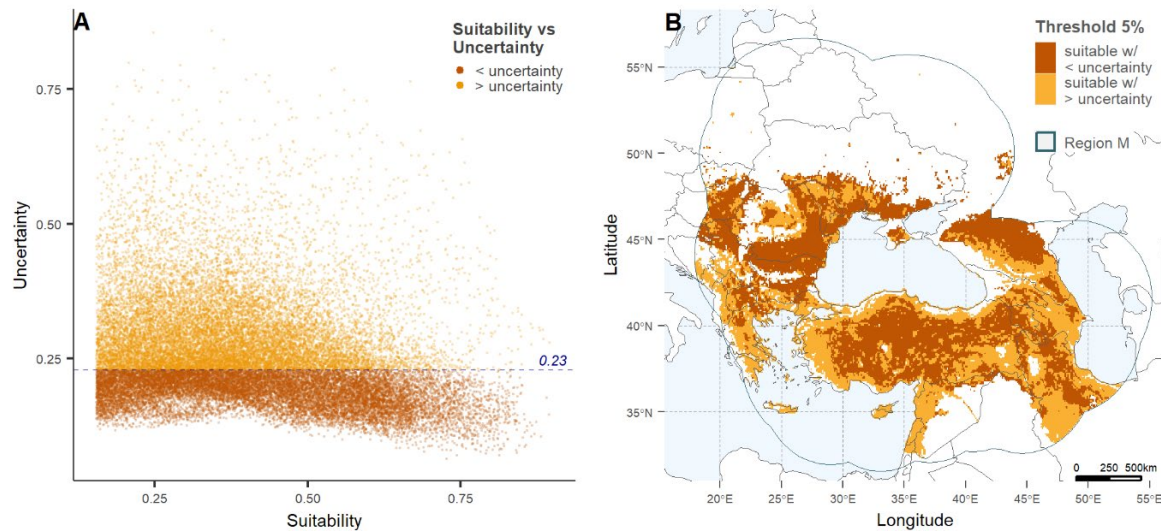 A
Suitability vs
Uncertainty
< uncertainty
> uncertainty
0.75
0.50
0.25
Uncertainty
0.23
0.25
0.50
0.75
Suitability
B
Threshold 5%
suitable w/
< uncertainty
suitable w/
> uncertainty
Region M
55°N
50°N
45°N
40°N
35°N
Latitude
0 250 500km
20°E 25°E 30°E 35°E 40°E 45°E 50°E 55°E
Longitude